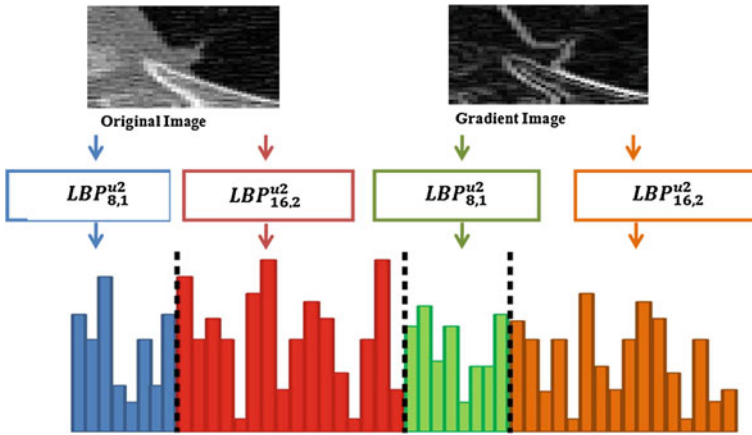 Original Image
Gradient Image
LBP^{u2}_{8,1}
LBP^{u2}_{16,2}
LBP^{u2}_{8,1}
LBP^{u2}_{16,2}